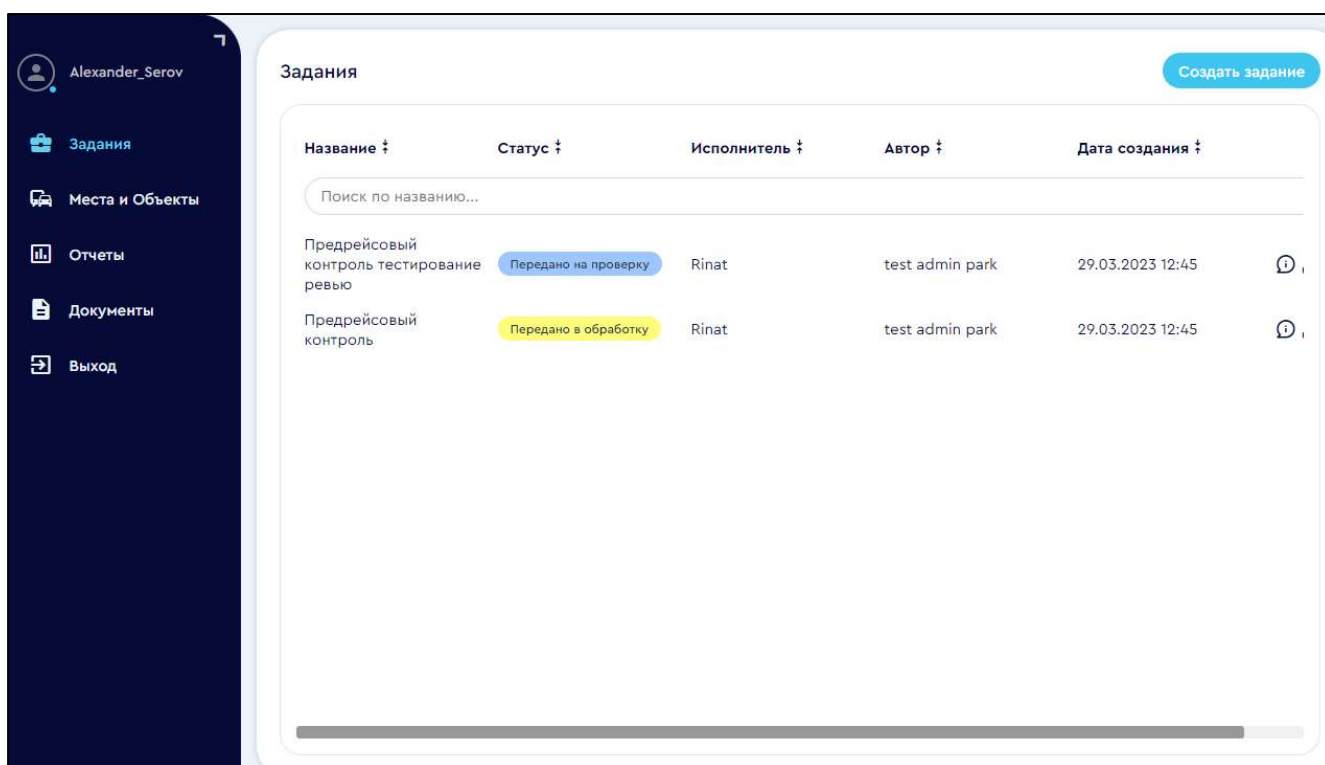 Alexander_Serov
Задания
Места и Объекты
Отчеты
Документы
Выход
Задания
Создать задание
Название Статус Исполнитель Автор Дата создания
Поиск по названию...
Предрейсовый
контроль тестирование
ревью
Передано на проверку Rinat test admin park 29.03.2023 12:45
Предрейсовый
контроль
Передано в обработку Rinat test admin park 29.03.2023 12:45